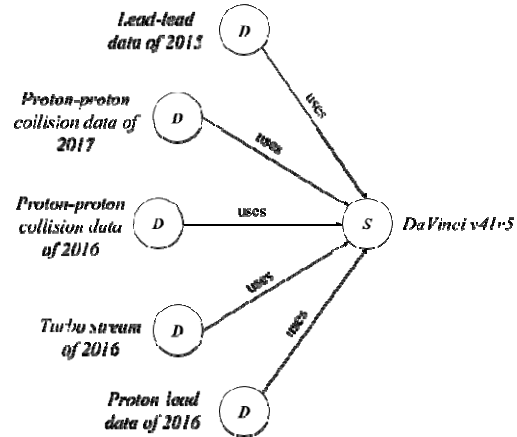 Lead-lead
data of 2015
D
uses
Proton-proton
collision data of
2017
D
uses
Proton-proton
collision data
of 2016
D
uses
S
DaVinci v41r5
Turbo stream
of 2016
D
uses
Proton lead
data of 2016
D
uses